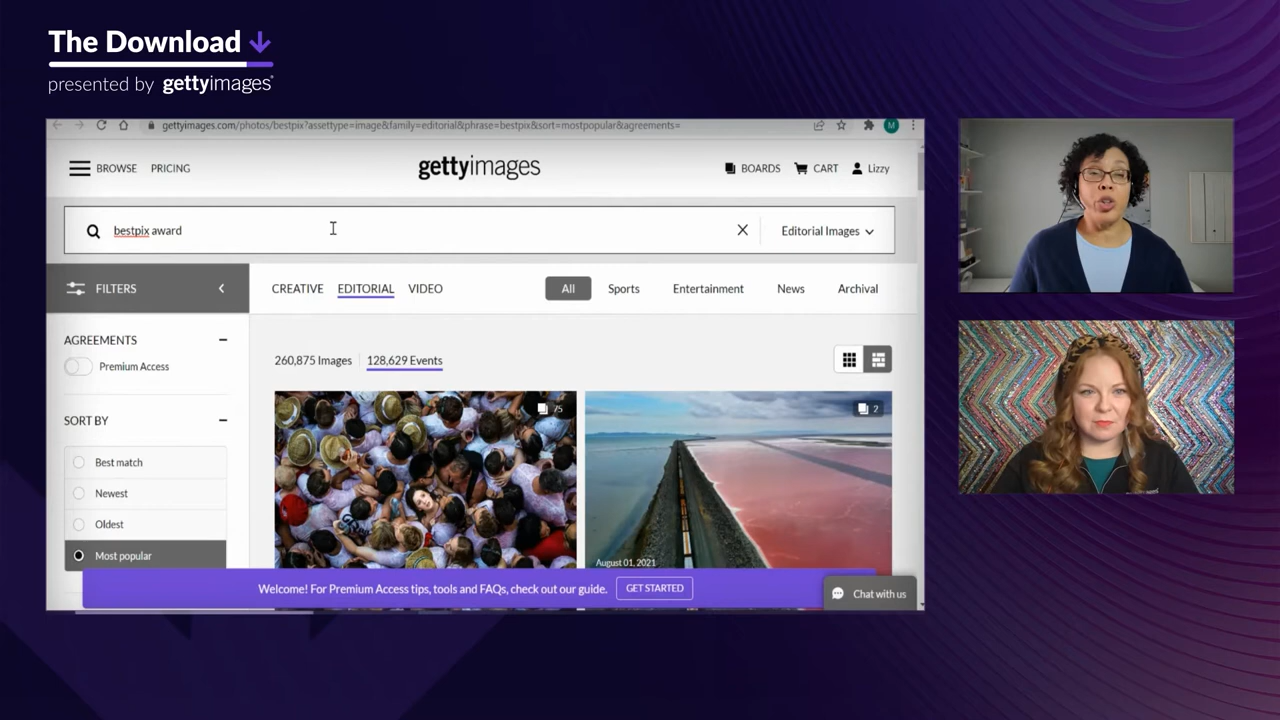 The Download
presented by gettyimages
gettyimages.com/photos/bestpix?assettype=image&family=editorial&phrase=bestpix&sort=mostpopular&agreements=
M
BROWSE PRICING
gettyimages
BOARDS CART Lizzy
bestpix award
Editorial Images
FILTERS
CREATIVE EDITORIAL VIDEO
All Sports Entertainment News Archival
AGREEMENTS
Premium Access
260,875 Images 128,629 Events
SORT BY
Best match
Newest
Oldest
Most popular
75
2
August 01, 2021
Welcome! For Premium Access tips, tools and FAQs, check out our guide. GET STARTED
Chat with us